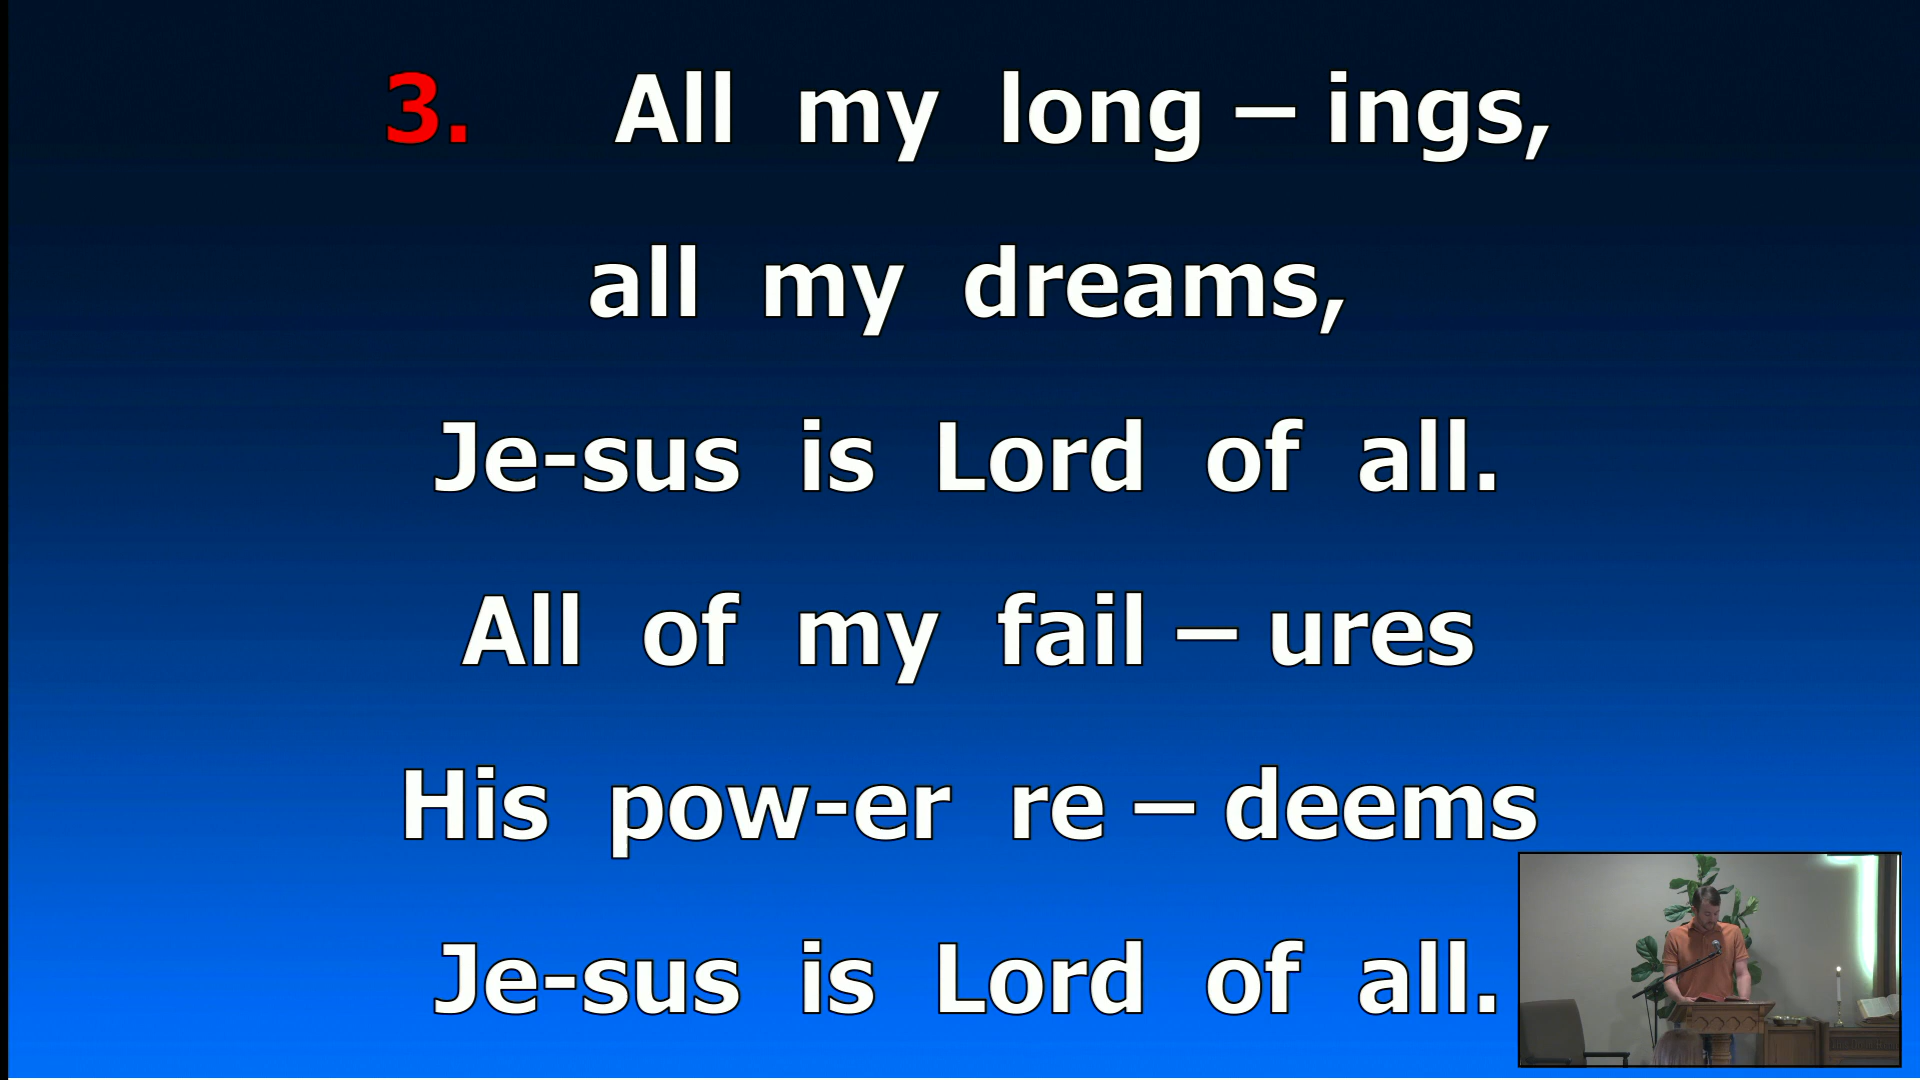 3. All my long – ings,
all my dreams,
Je-sus is Lord of all.
All of my fail – ures
His pow-er re – deems
Je-sus is Lord of all.